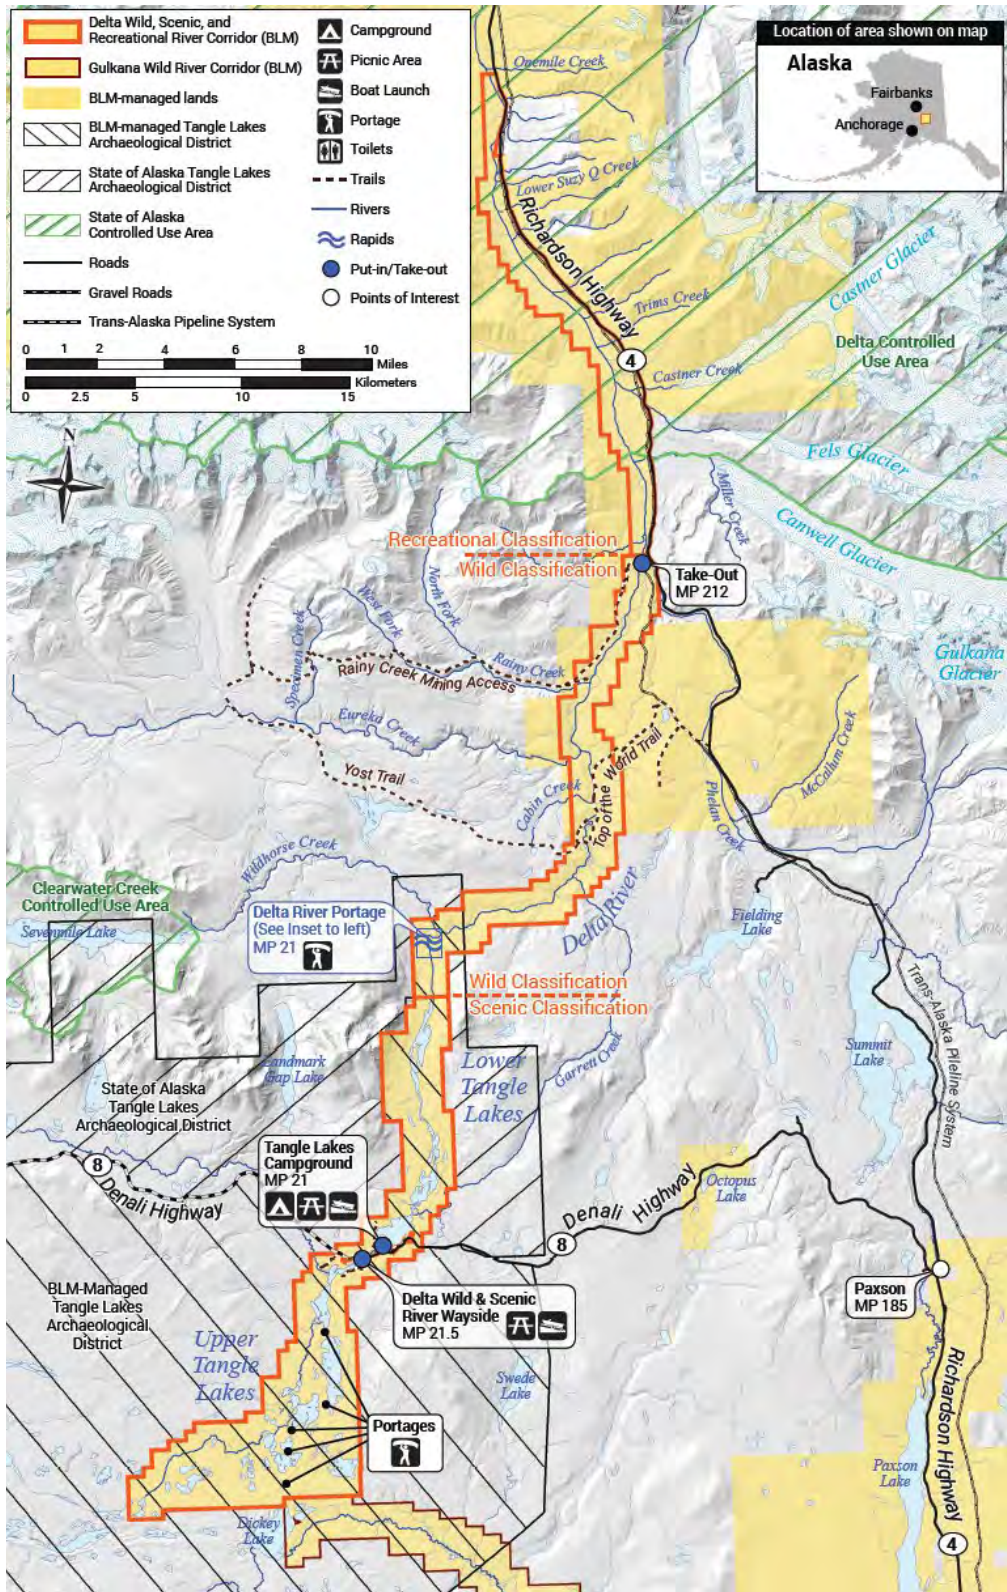 Delta Wild, Scenic, and
Recreational River Corridor (BLM)
Gulkana Wild River Corridor (BLM)
BLM-managed lands
BLM-managed Tangle Lakes
Archaeological District
State of Alaska Tangle Lakes
Archaeological District
State of Alaska
Controlled Use Area
Roads
Gravel Roads
Trans-Alaska Pipeline System
Campground
Picnic Area
Boat Launch
Portage
Toilets
Trails
Rivers
Rapids
Put-in/Take-out
Points of Interest
0 1 2 4 6 8 10
Miles
Kilometers
0 2.5 5 10 15
Location of area shown on map
Alaska
Fairbanks
Anchorage
Onemile Creek
Lower Suzy Q Creek
Richardson Highway
Castner Glacier
Trims Creek
Delta Controlled
Use Area
4
Castner Creek
N
Fels Glacier
Miller Creek
Canwell Glacier
Recreational Classification
Wild Classification
Take-Out
MP 212
North Fork
West Fork
Specimen Creek
Rainy Creek
Rainy Creek Mining Access
Gulkana
Glacier
Eureka Creek
World Trail
Top of the
Yost Trail
Cabin Creek
McCallum Creek
Phelan Creek
Wildhorse Creek
Clearwater Creek
Controlled Use Area
Sevenmile Lake
Delta River Portage
(See Inset to left)
MP 21
Delta River
Fielding
Lake
Wild Classification
Scenic Classification
Trans-Alaska Pileline System
Summit
Lake
Landmark
Gap Lake
Lower
Tangle
Lakes
Garrett Creek
State of Alaska
Tangle Lakes
Archaeological District
Tangle Lakes
Campground
MP 21
8
Denali Highway
Octopus
Lake
Denali Highway
8
BLM-Managed
Tangle Lakes
Archaeological
District
Delta Wild & Scenic
River Wayside
MP 21.5
Paxson
MP 185
Upper
Tangle
Lakes
Swede
Lake
Portages
Richardson Highway
Paxson
Lake
Dickey
Lake
4